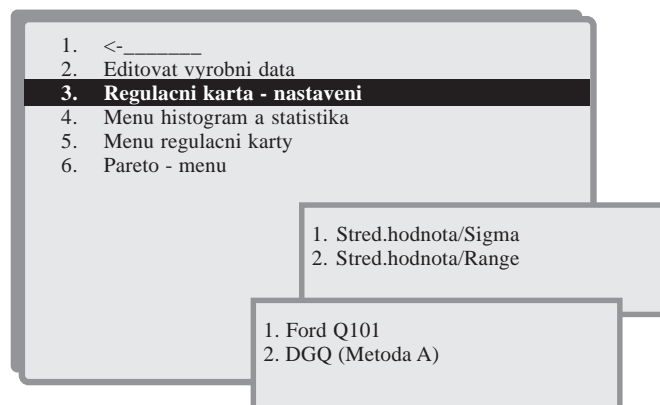 1. <-_______
2. Editovat vyrobni data
3. Regulacni karta - nastaveni
4. Menu histogram a statistika
5. Menu regulacni karty
6. Pareto - menu
1. Stred.hodnota/Sigma
2. Stred.hodnota/Range
1. Ford Q101
2. DGQ (Metoda A)